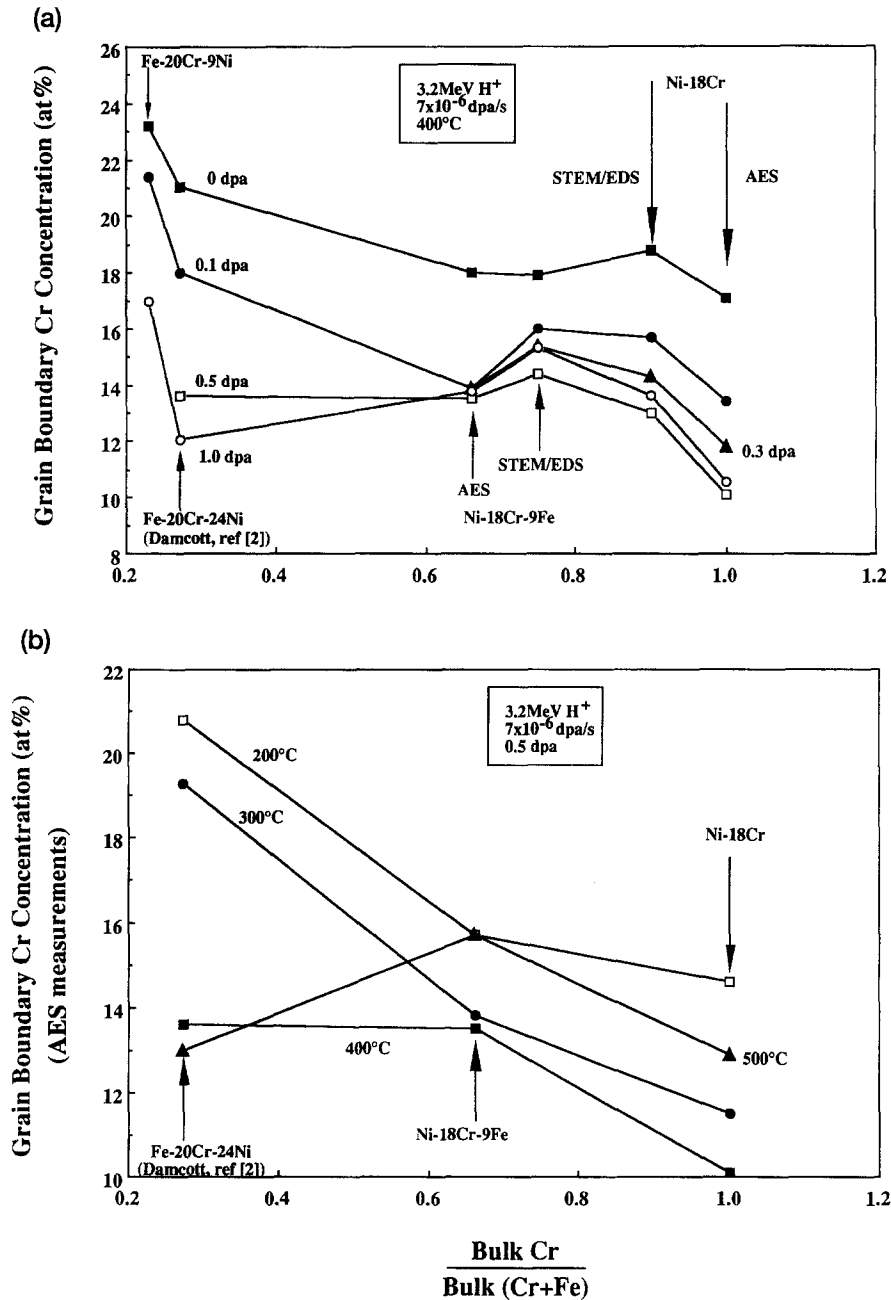 (a)
Grain Boundary Cr Concentration (at%)
26
24
22
20
18
16
14
12
10
8
Fe-20Cr-9Ni
3.2MeV H+
7x10-6 dpa/s
400°C
Ni-18Cr
STEM/EDS
AES
0 dpa
0.1 dpa
0.5 dpa
1.0 dpa
0.3 dpa
AES
STEM/EDS
Fe-20Cr-24Ni
(Damcott, ref [2])
Ni-18Cr-9Fe
0.2 0.4 0.6 0.8 1.0 1.2
(b)
Grain Boundary Cr Concentration (at%)
(AES measurements)
22
20
18
16
14
12
10
3.2MeV H+
7x10-6 dpa/s
0.5 dpa
200°C
300°C
Ni-18Cr
400°C
500°C
Ni-18Cr-9Fe
Fe-20Cr-24Ni
(Damcott, ref [2])
0.2 0.4 0.6 0.8 1.0 1.2
Bulk Cr
Bulk (Cr+Fe)